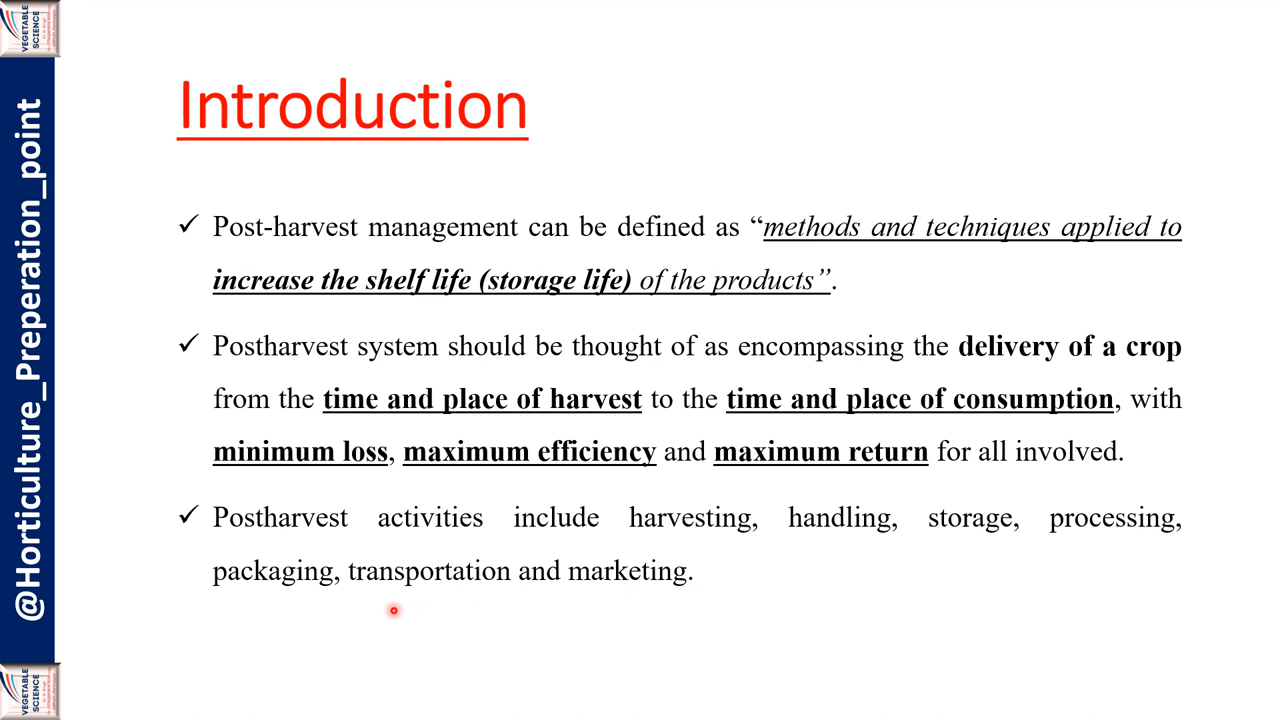 VEGETABLE
SCIENCE
@Horticulture_Preperation_point
Introduction
✓ Post-harvest management can be defined as “methods and techniques applied to
increase the shelf life (storage life) of the products”.
✓ Postharvest system should be thought of as encompassing the delivery of a crop
from the time and place of harvest to the time and place of consumption, with
minimum loss, maximum efficiency and maximum return for all involved.
✓ Postharvest activities include harvesting, handling, storage, processing,
packaging, transportation and marketing.
VEGETABLE
SCIENCE